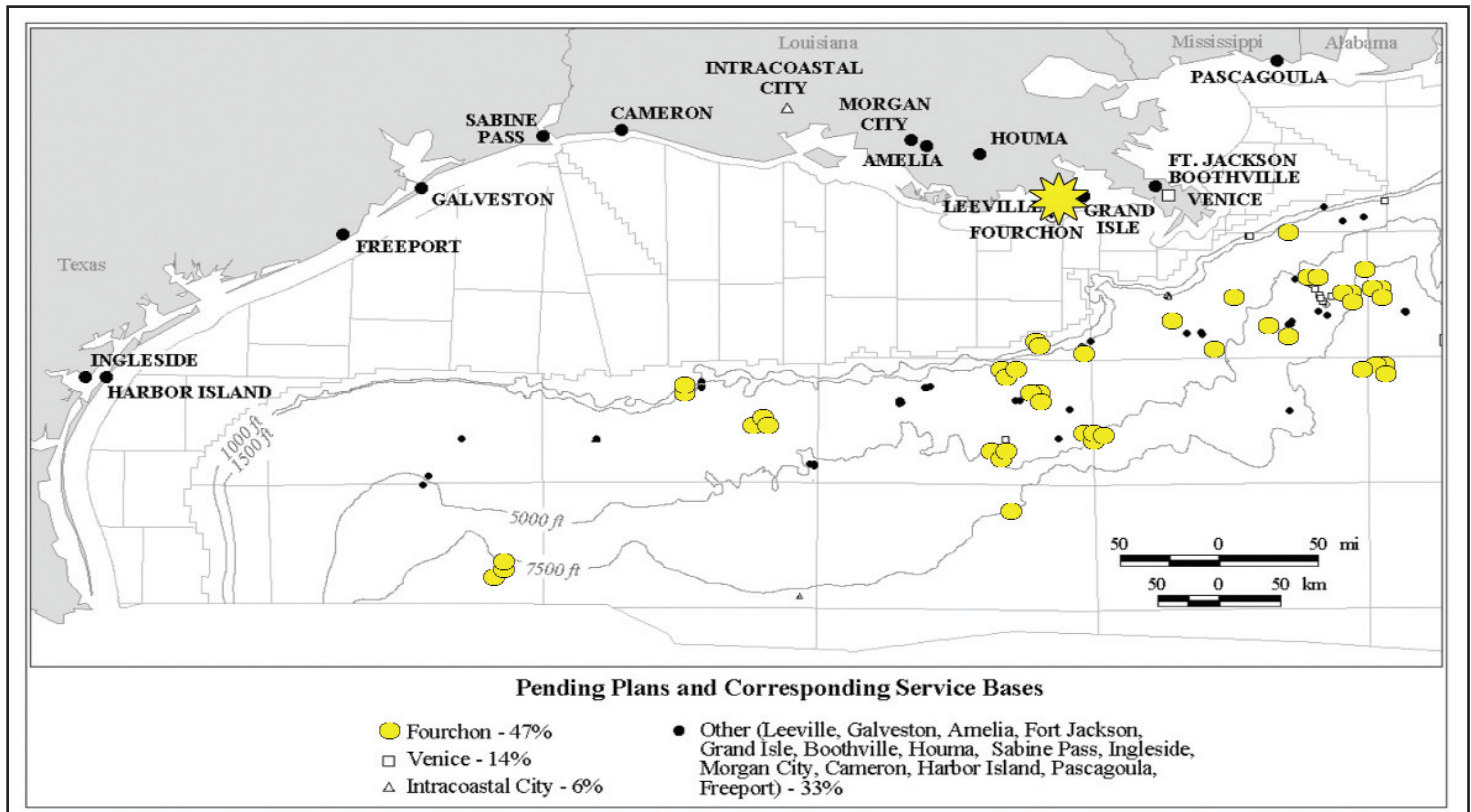 Louisiana
Mississippi
Alabama
INTRACOASTAL
CITY
PASCAGOULA
SABINE
PASS
CAMERON
MORGAN
CITY
AMELIA
HOUMA
FT. JACKSON
BOOTHVILLE
VENICE
GALVESTON
LEEVILLE
GRAND
ISLE
FOURCHON
FREEPORT
Texas
INGLESIDE
HARBOR ISLAND
1000 ft
1500 ft
5000 ft
7500 ft
50 0 50 mi
50 0 50 km
Pending Plans and Corresponding Service Bases
Fourchon - 47%
Venice - 14%
Intracoastal City - 6%
Other (Leeville, Galveston, Amelia, Fort Jackson,
Grand Isle, Boothville, Houma, Sabine Pass, Ingleside,
Morgan City, Cameron, Harbor Island, Pascagoula,
Freeport) - 33%